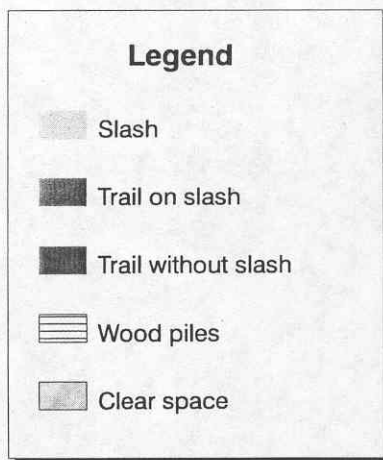 Legend
Slash
Trail on slash
Trail without slash
Wood piles
Clear space